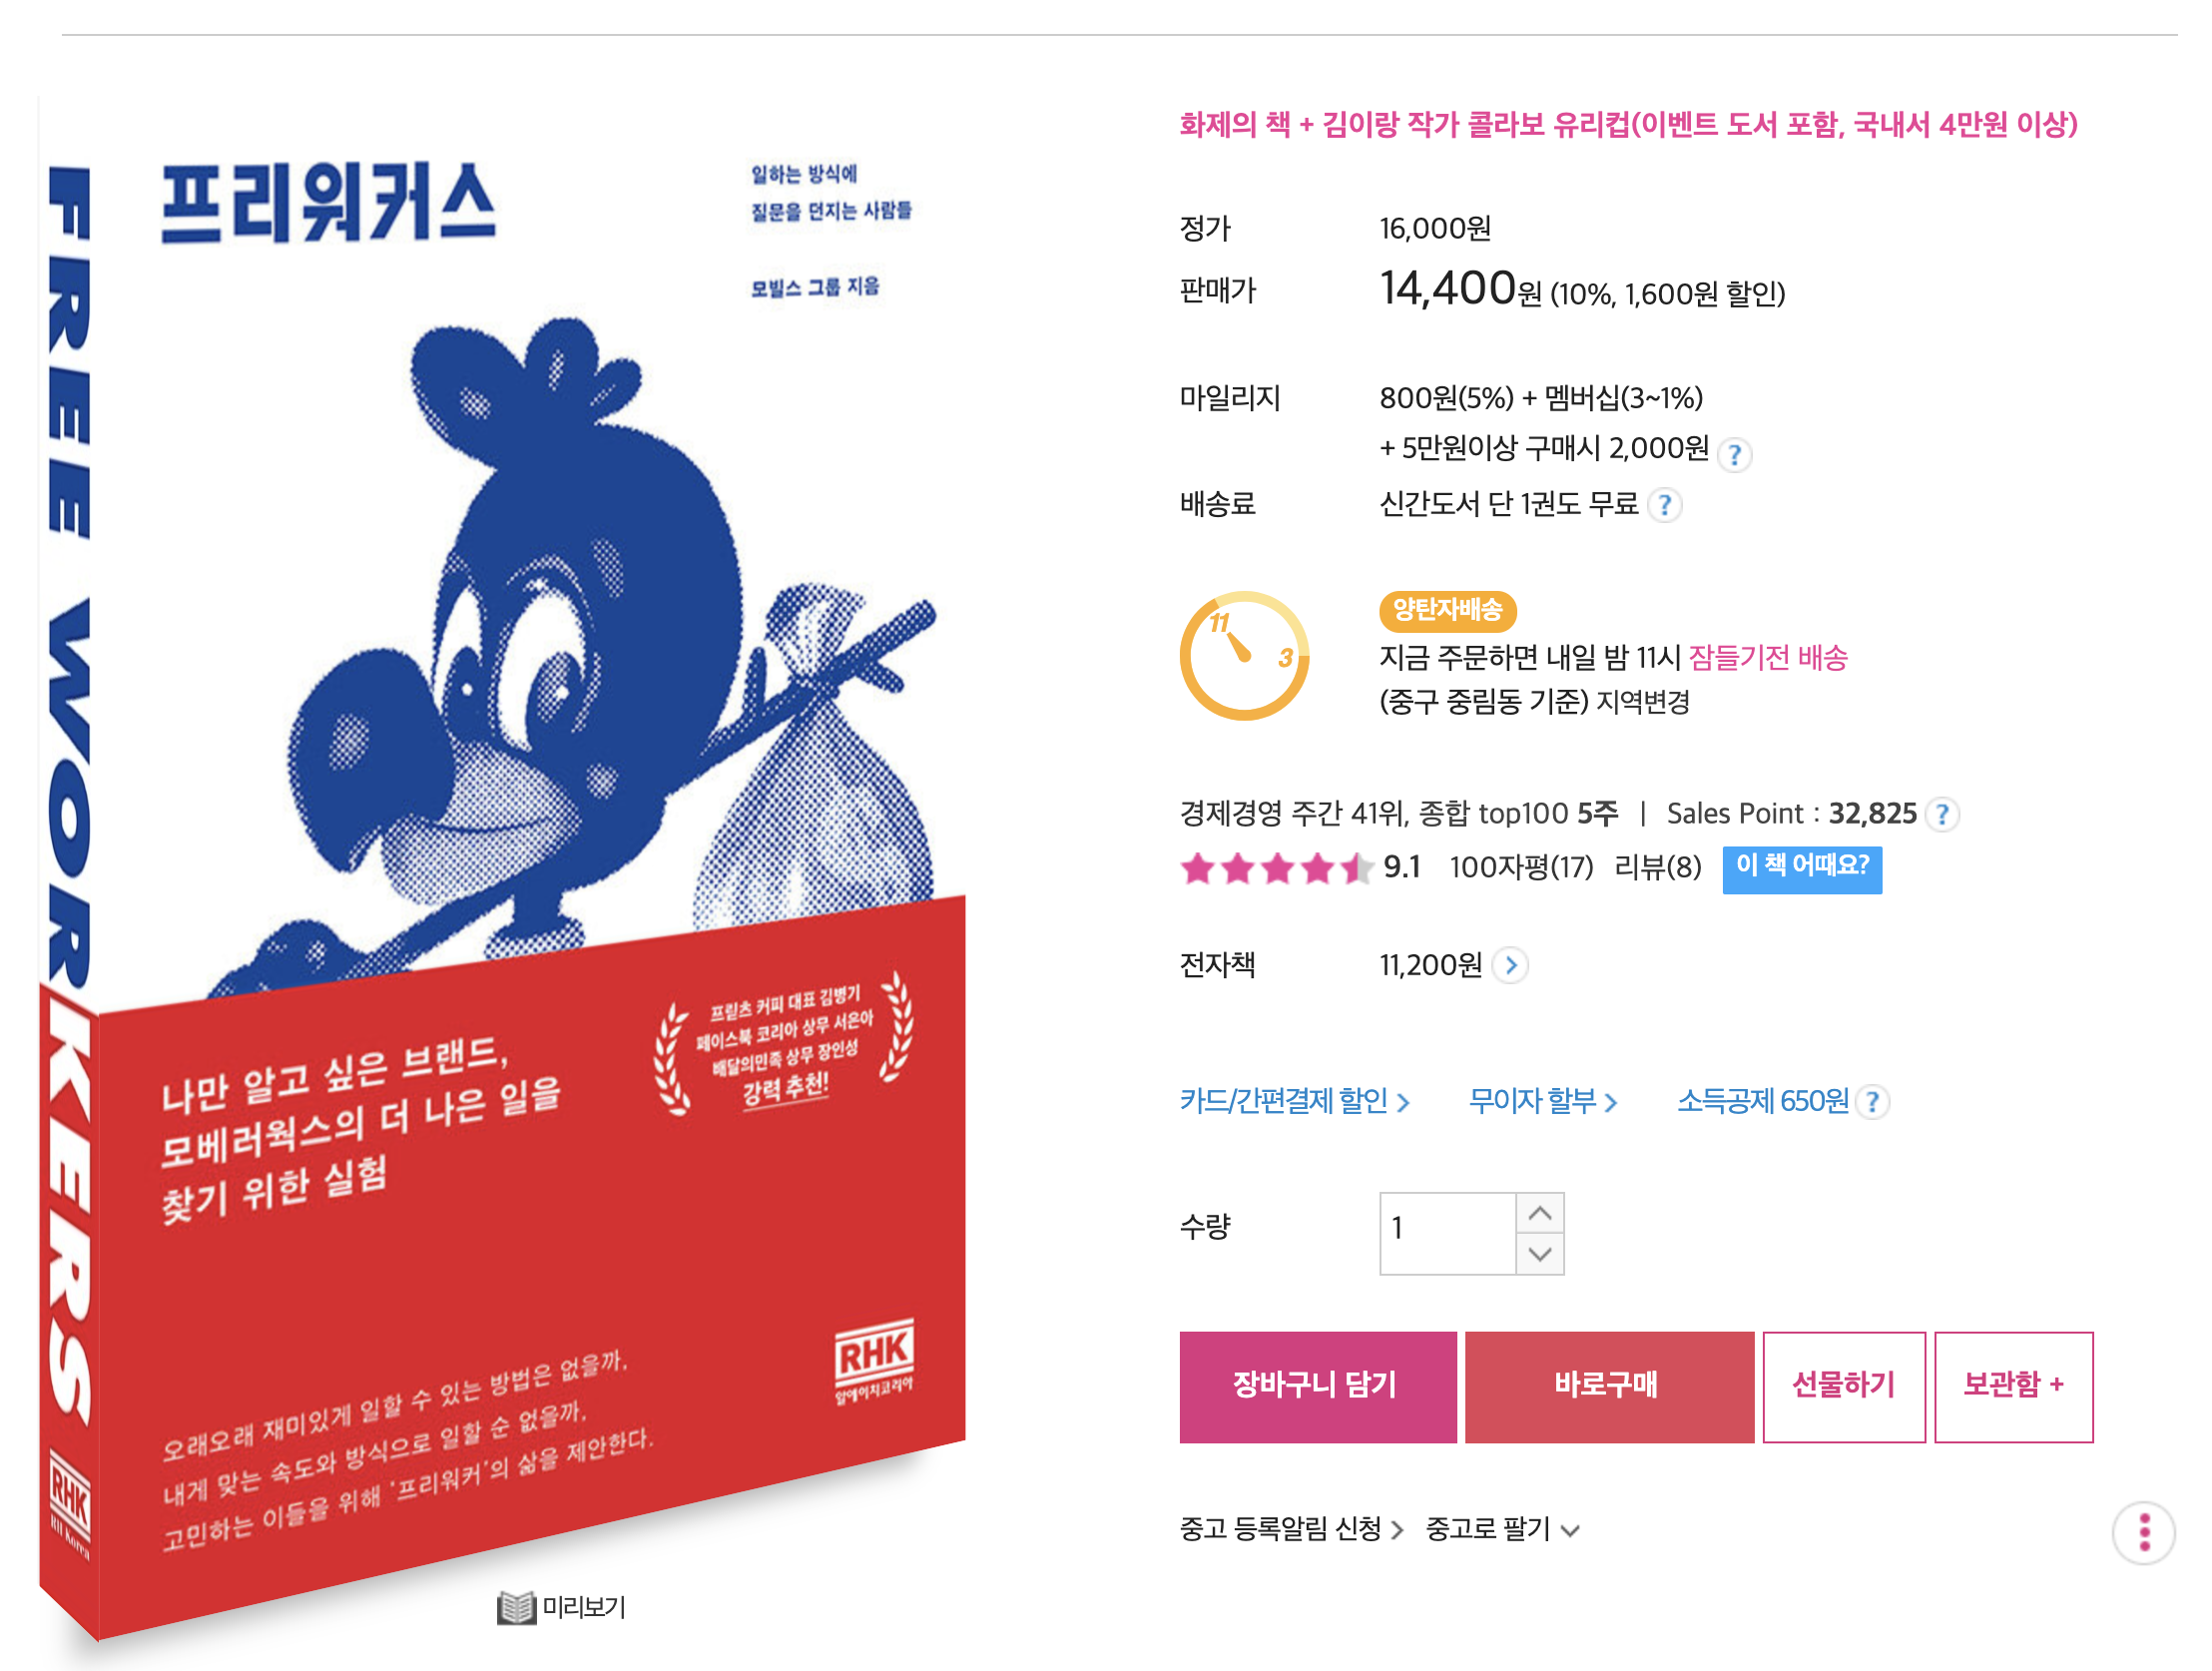 FREE WORKERS
RHK
RH Korea
프리워커스
일하는 방식에
질문을 던지는 사람들
모빌스 그룹 지음
나만 알고 싶은 브랜드,
모베러웍스의 더 나은 일을
찾기 위한 실험
프릳츠 커피 대표 김병기
페이스북 코리아 상무 서은아
배달의민족 상무 장인성
강력 추천!
오래오래 재미있게 일할 수 있는 방법은 없을까,
내게 맞는 속도와 방식으로 일할 순 없을까,
고민하는 이들을 위해 '프리워커'의 삶을 제안한다.
RHK
알에이치코리아
미리보기
화제의 책 + 김이랑 작가 콜라보 유리컵(이벤트 도서 포함, 국내서 4만원 이상)
정가 16,000원
판매가 14,400원 (10%, 1,600원 할인)
마일리지 800원(5%) + 멤버십(3~1%)
+ 5만원이상 구매시 2,000원 ?
배송료 신간도서 단 1권도 무료 ?
11
3
양탄자배송
지금 주문하면 내일 밤 11시 잠들기전 배송
(중구 중림동 기준) 지역변경
경제경영 주간 41위, 종합 top100 5주 | Sales Point : 32,825 ?
9.1 100자평(17) 리뷰(8) 이 책 어때요?
전자책 11,200원
카드/간편결제 할인 > 무이자 할부 > 소득공제 650원 ?
수량 1
장바구니 담기 바로구매 선물하기 보관함 +
중고 등록알림 신청 > 중고로 팔기